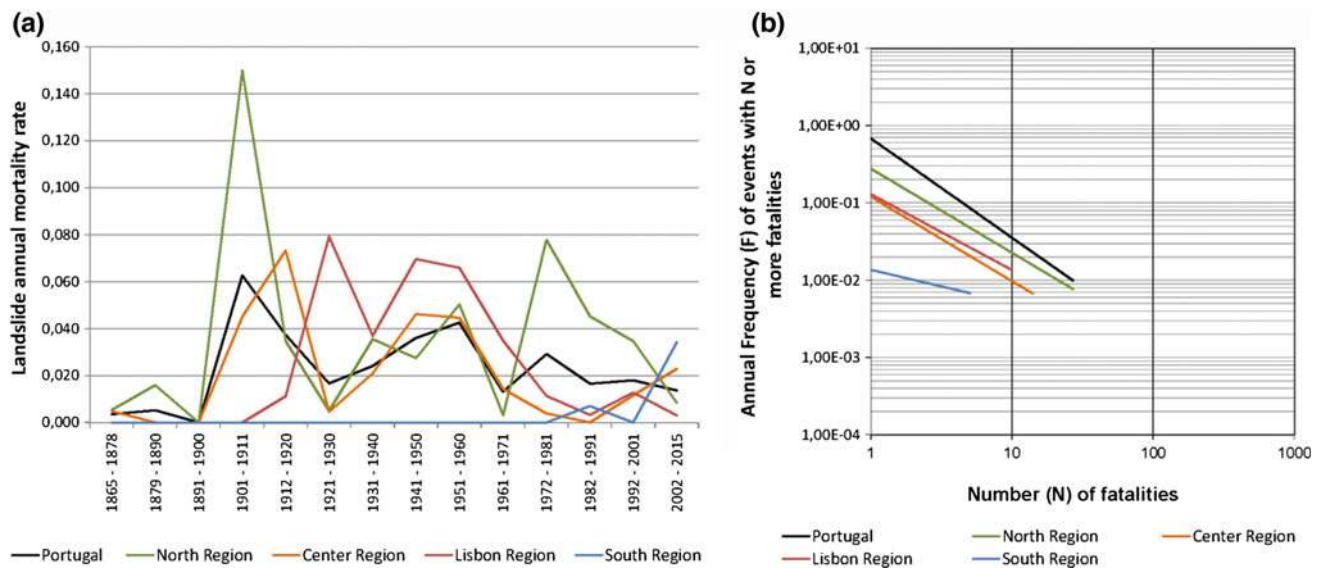 (a)
Landslide annual mortality rate
0,160
0,140
0,120
0,100
0,080
0,060
0,040
0,020
0,000
1865 - 1878
1879 - 1890
1891 - 1900
1901 - 1911
1912 - 1920
1921 - 1930
1931 - 1940
1941 - 1950
1951 - 1960
1961 - 1971
1972 - 1981
1982 - 1991
1992 - 2001
2002 - 2015
Portugal North Region Center Region Lisbon Region South Region
(b)
Annual Frequency (F) of events with N or
more fatalities
1,00E+01
1,00E+00
1,00E-01
1,00E-02
1,00E-03
1,00E-04
1 10 100 1000
Number (N) of fatalities
Portugal North Region Center Region
Lisbon Region South Region